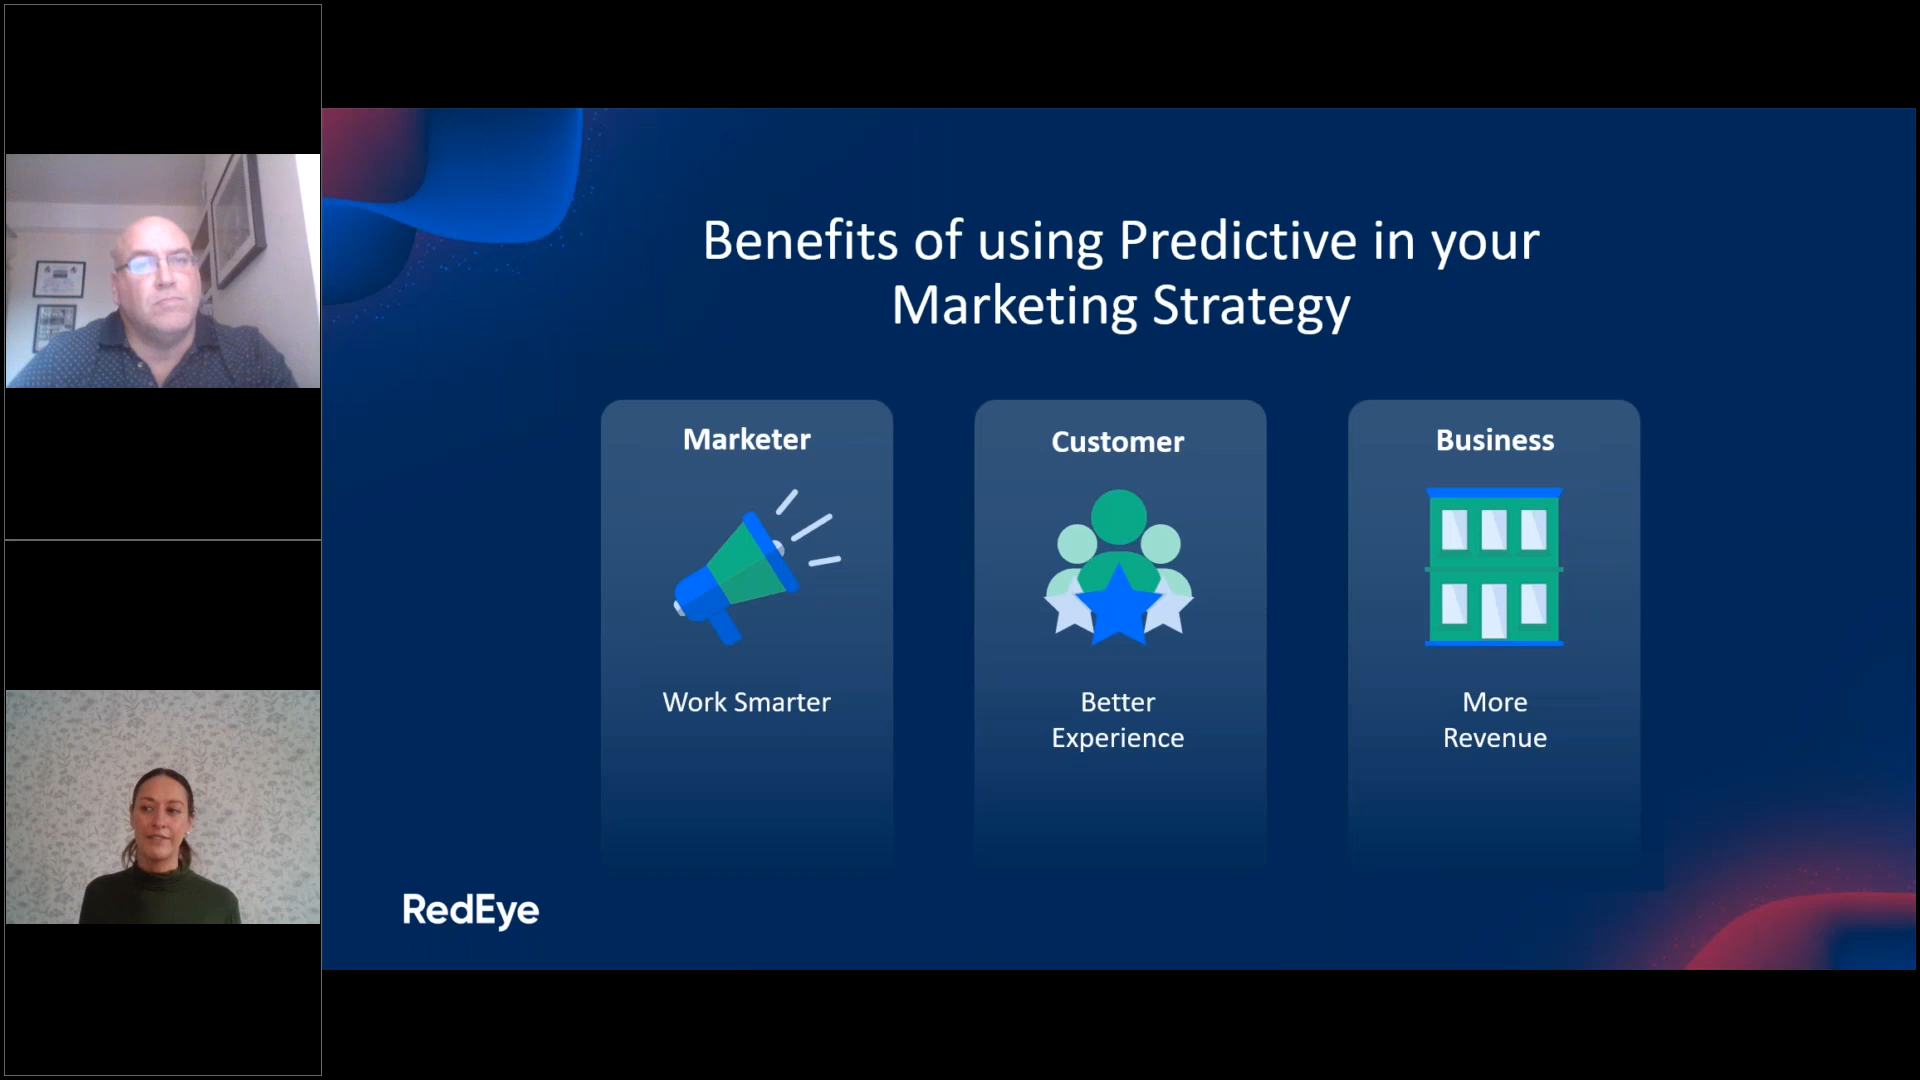 Benefits of using Predictive in your
Marketing Strategy
Marketer
Work Smarter
Customer
Better
Experience
Business
More
Revenue
RedEye